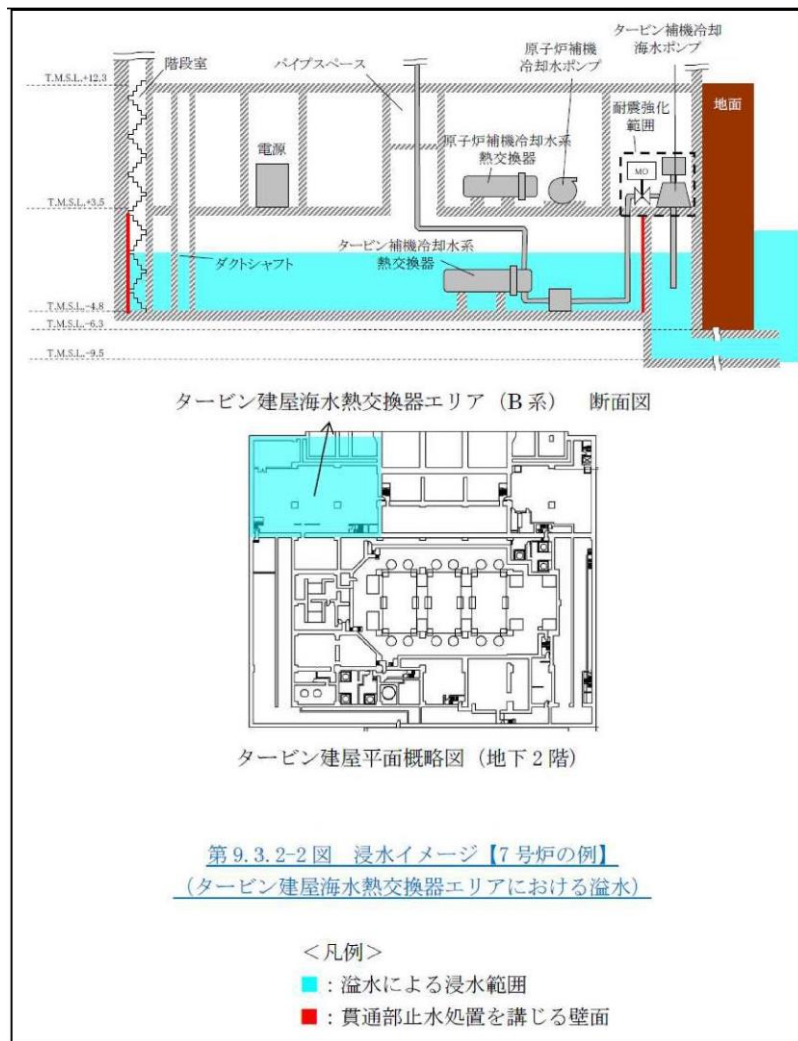 T.M.S.L.+12.3
階段室
パイプスペース
原子炉補機
冷却水ポンプ
タービン補機冷却
海水ポンプ
地面
耐震強化
範囲
電源
原子炉補機冷却水系
熱交換器
MO
T.M.S.L.+3.5
ダクトシャフト
タービン補機冷却水系
熱交換器
T.M.S.L.-4.8
T.M.S.L.-6.3
T.M.S.L.-9.5
タービン建屋海水熱交換器エリア（B系）　断面図
タービン建屋平面概略図（地下2階）
第9.3.2-2図　浸水イメージ【7号炉の例】
（タービン建屋海水熱交換器エリアにおける溢水）
＜凡例＞
■：溢水による浸水範囲
■：貫通部止水処置を講じる壁面